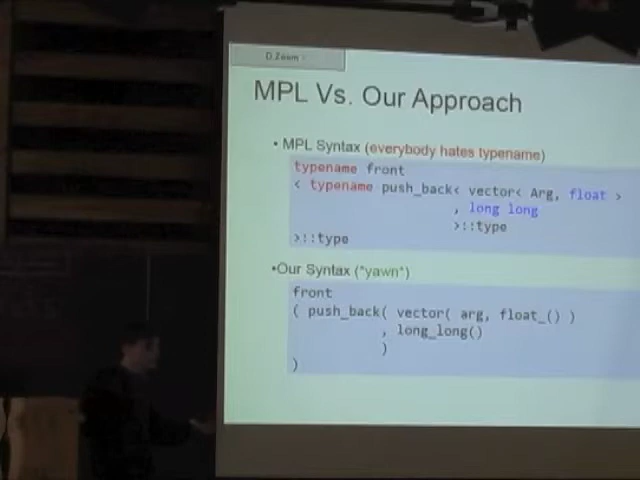 D.Zoom
MPL Vs. Our Approach
• MPL Syntax (everybody hates typename)
typename front
< typename push_back< vector< Arg, float >
, long long
>::type
>::type
•Our Syntax ("yawn")
front
( push_back( vector( arg, float_() )
, long_long()
)
)